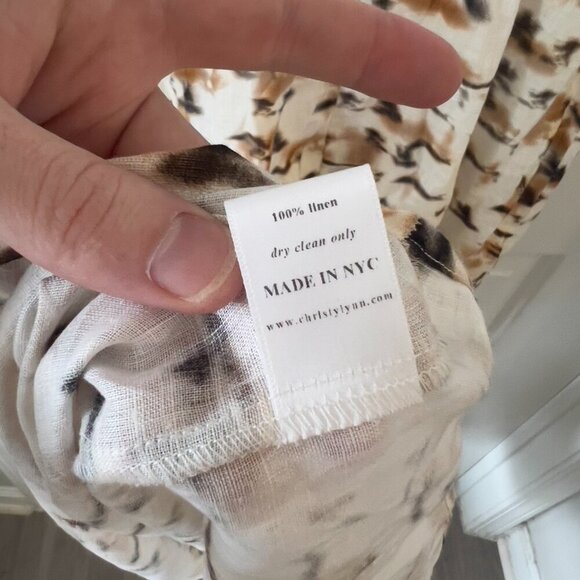 100% linen
dry clean only
MADE IN NYC
www.christylynn.com